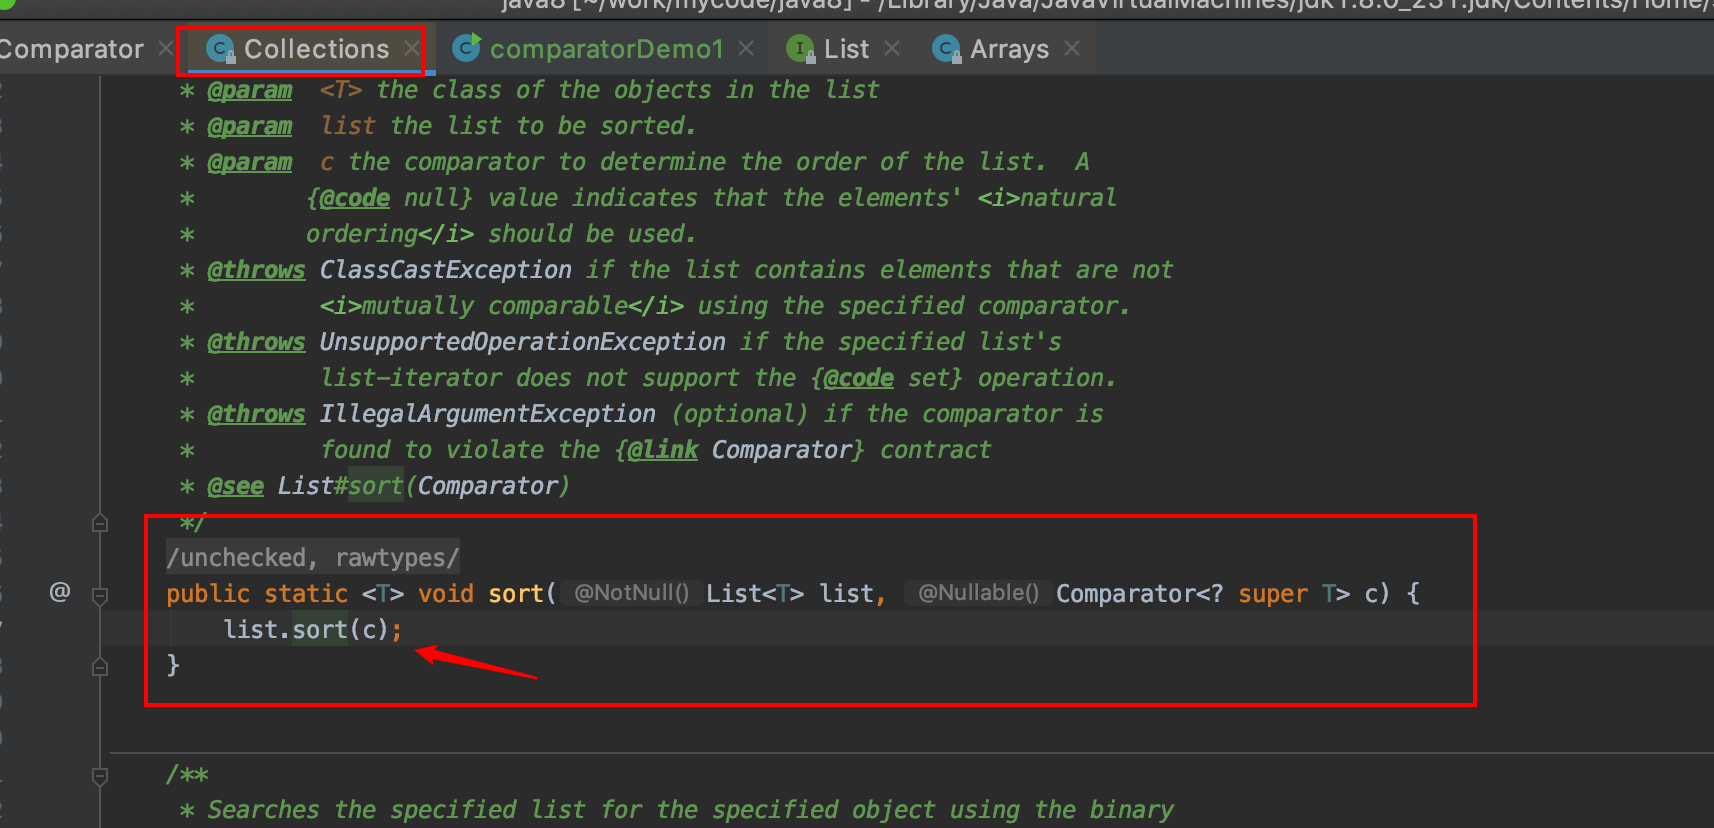 java8 [~/work/mycode/java8] - /Library/Java/JavaVirtualMachines/jdk1.8.0_231.jdk/Contents/Home/
Comparator Collections comparatorDemo1 List Arrays
* @param <T> the class of the objects in the list
* @param list the list to be sorted.
* @param c the comparator to determine the order of the list. A
* {@code null} value indicates that the elements' <i>natural
* ordering</i> should be used.
* @throws ClassCastException if the list contains elements that are not
* <i>mutually comparable</i> using the specified comparator.
* @throws UnsupportedOperationException if the specified list's
* list-iterator does not support the {@code set} operation.
* @throws IllegalArgumentException (optional) if the comparator is
* found to violate the {@link Comparator} contract
* @see List#sort(Comparator)
*/
/unchecked, rawtypes/
@ public static <T> void sort( @NotNull() List<T> list, @Nullable() Comparator<? super T> c) {
list.sort(c);
}
/**
* Searches the specified list for the specified object using the binary